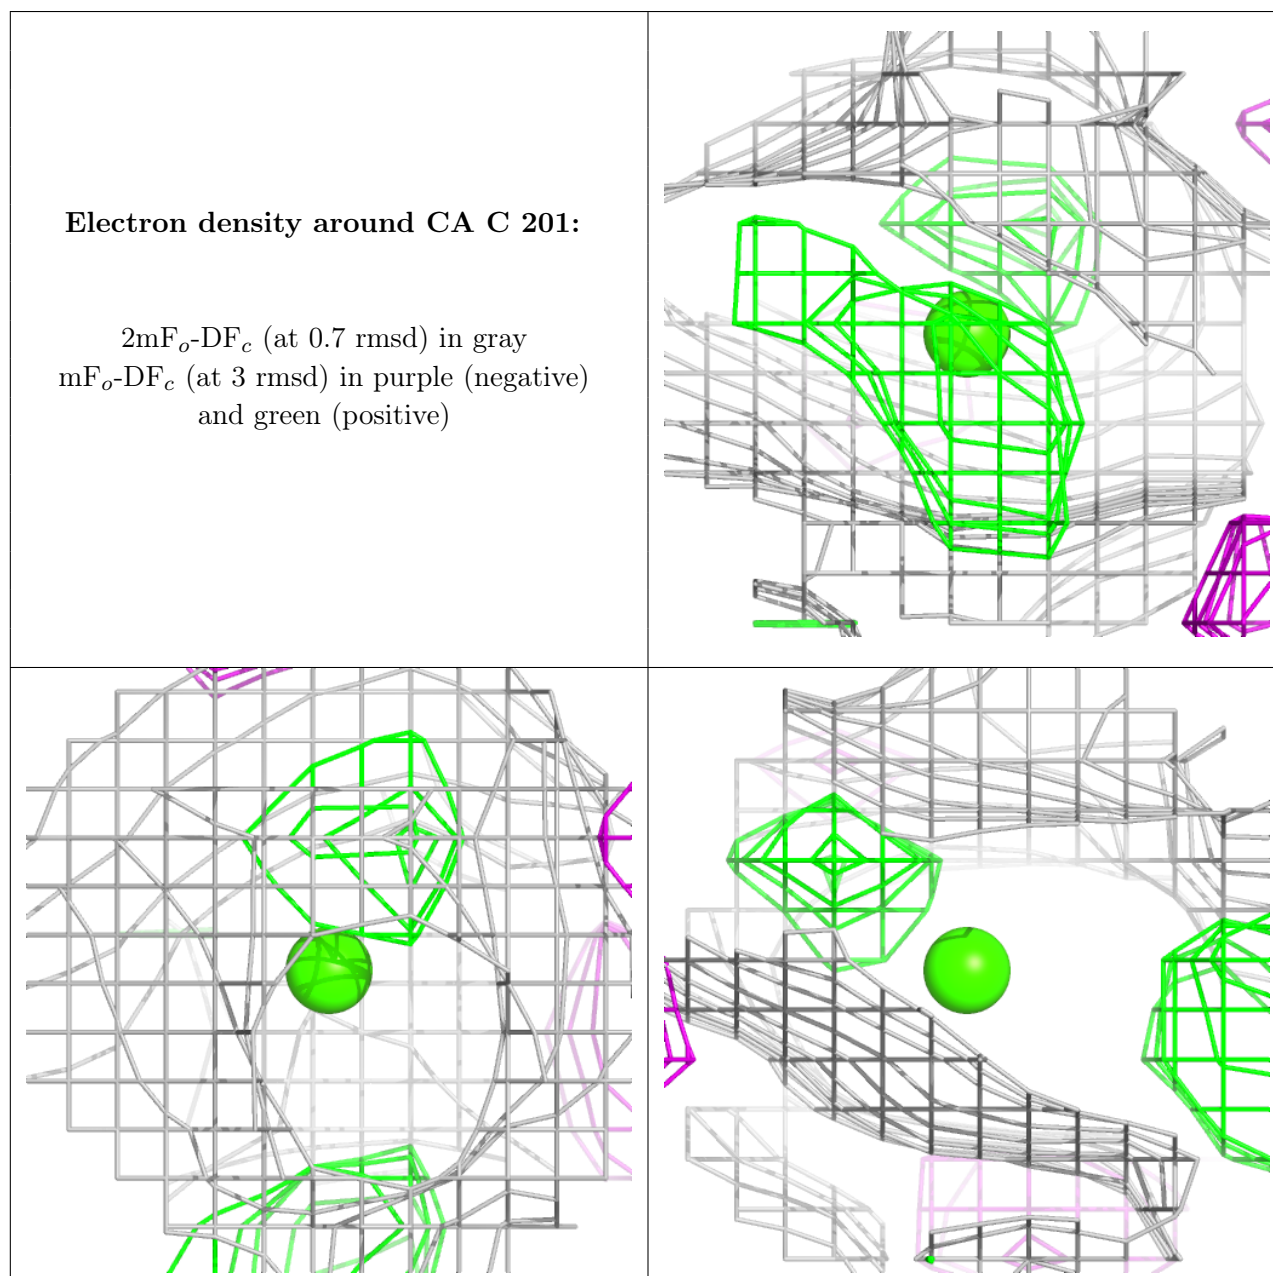 Electron density around CA C 201:
2mFo-DFc (at 0.7 rmsd) in gray
mFo-DFc (at 3 rmsd) in purple (negative)
and green (positive)